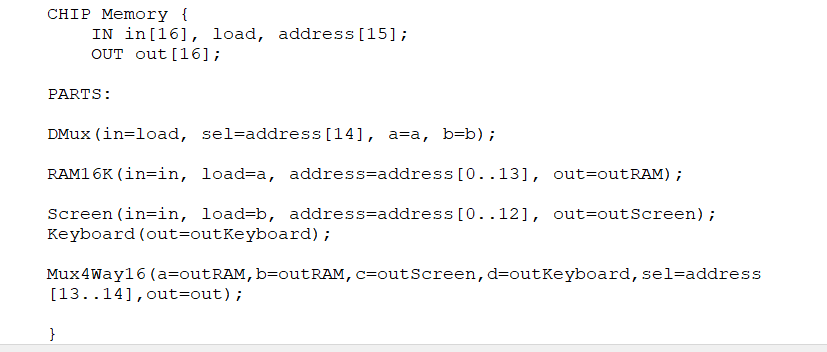 CHIP Memory {
    IN in[16], load, address[15];
    OUT out[16];
PARTS:
DMux(in=load, sel=address[14], a=a, b=b);
RAM16K(in=in, load=a, address=address[0..13], out=outRAM);
Screen(in=in, load=b, address=address[0..12], out=outScreen);
Keyboard(out=outKeyboard);
Mux4Way16(a=outRAM,b=outRAM,c=outScreen,d=outKeyboard,sel=address
[13..14],out=out);
}